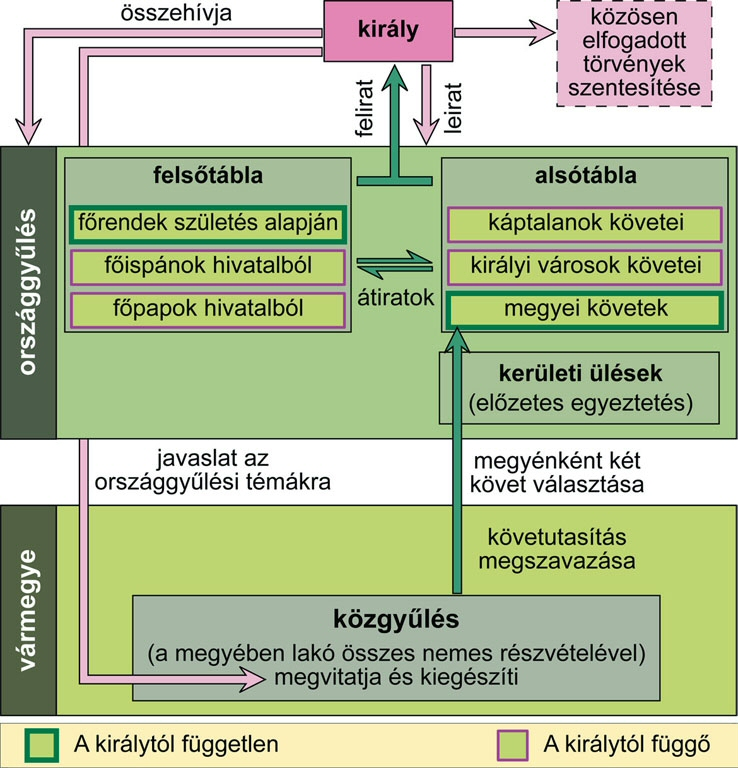 összehívja
király
közösen
elfogadott
törvények
szentesítése
felirat
leirat
országgyűlés
felsőtábla
főrendek születés alapján
főispánok hivatalból
főpapok hivatalból
átiratok
alsótábla
káptalanok követei
királyi városok követei
megyei követek
kerületi ülések
(előzetes egyeztetés)
javaslat az
országgyűlési témákra
megyénként két
követ választása
vármegye
követutasítás
megszavazása
közgyűlés
(a megyében lakó összes nemes részvételével)
megvitatja és kiegészíti
A királytól független
A királytól függő